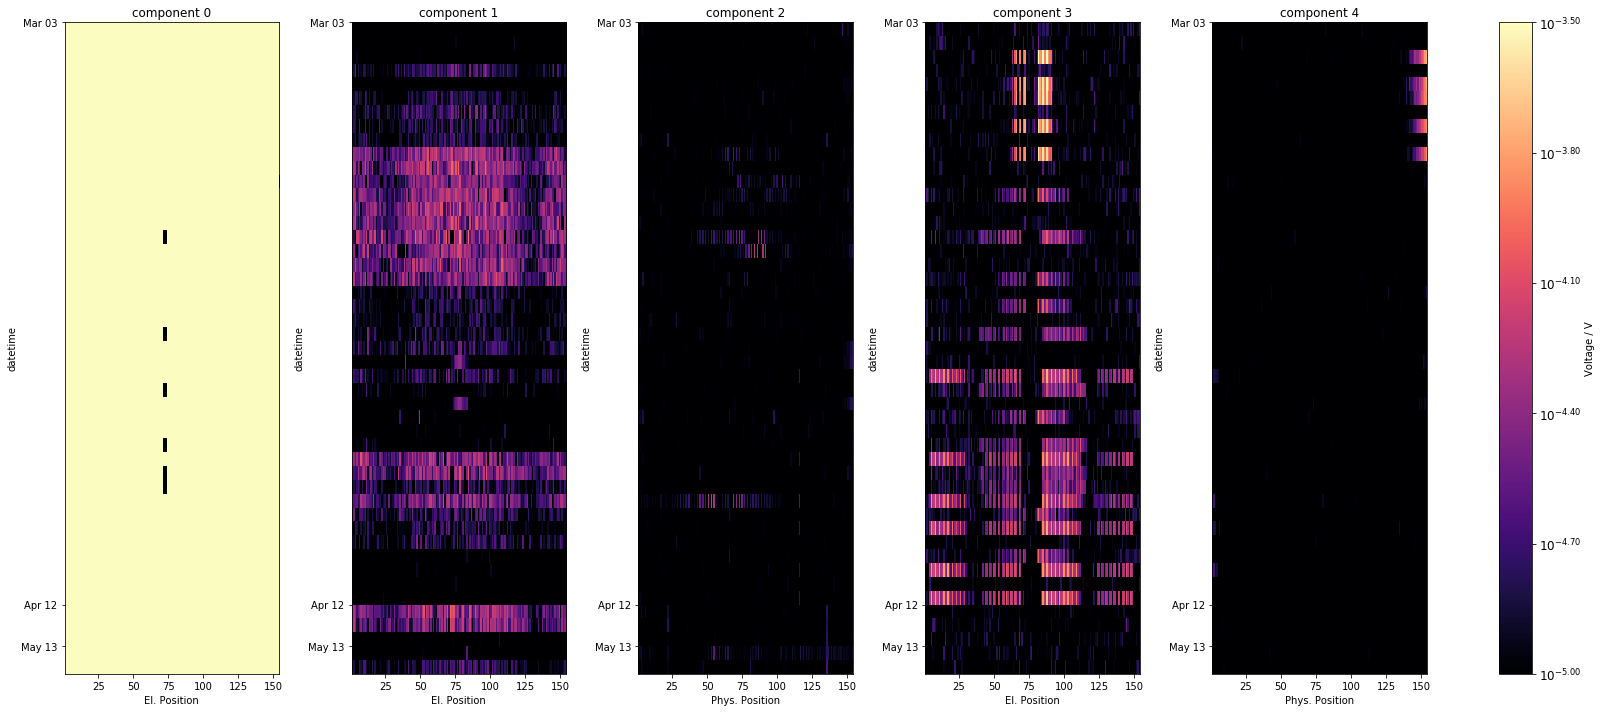 component 0
component 1
component 2
component 3
component 4
Mar 03
Apr 12
May 13
datetime
25 50 75 100 125 150
El. Position
Mar 03
Apr 12
May 13
datetime
25 50 75 100 125 150
El. Position
Mar 03
Apr 12
May 13
datetime
25 50 75 100 125 150
Phys. Position
Mar 03
Apr 12
May 13
datetime
25 50 75 100 125 150
El. Position
Mar 03
Apr 12
May 13
datetime
25 50 75 100 125 150
Phys. Position
10^−3.50
10^−3.80
10^−4.10
10^−4.40
10^−4.70
10^−5.00
Voltage / V